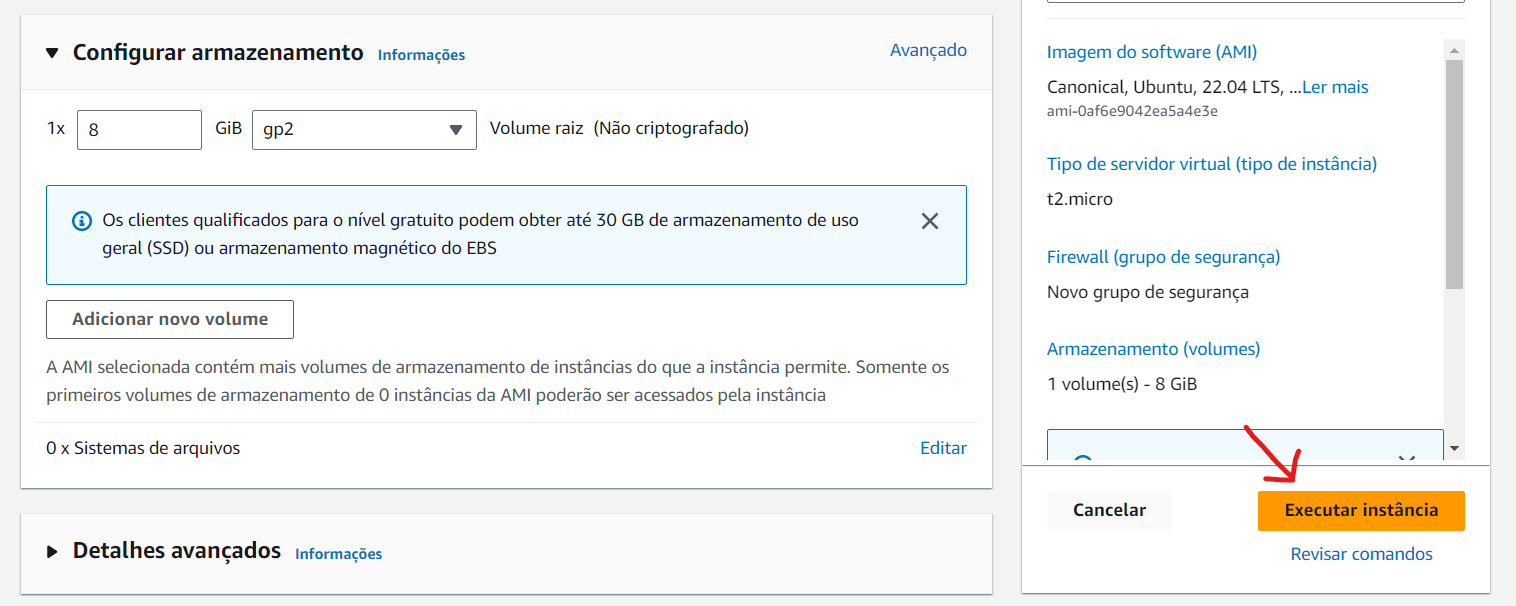 Configurar armazenamento Informações
Avançado
1x 8 GiB gp2 Volume raiz (Não criptografado)
Os clientes qualificados para o nível gratuito podem obter até 30 GB de armazenamento de uso
geral (SSD) ou armazenamento magnético do EBS
Adicionar novo volume
A AMI selecionada contém mais volumes de armazenamento de instâncias do que a instância permite. Somente os
primeiros volumes de armazenamento de 0 instâncias da AMI poderão ser acessados pela instância
0 x Sistemas de arquivos
Editar
Detalhes avançados Informações
Imagem do software (AMI)
Canonical, Ubuntu, 22.04 LTS, ...Ler mais
ami-0af6e9042ea5a4e3e
Tipo de servidor virtual (tipo de instância)
t2.micro
Firewall (grupo de segurança)
Novo grupo de segurança
Armazenamento (volumes)
1 volume(s) - 8 GiB
Cancelar
Executar instância
Revisar comandos